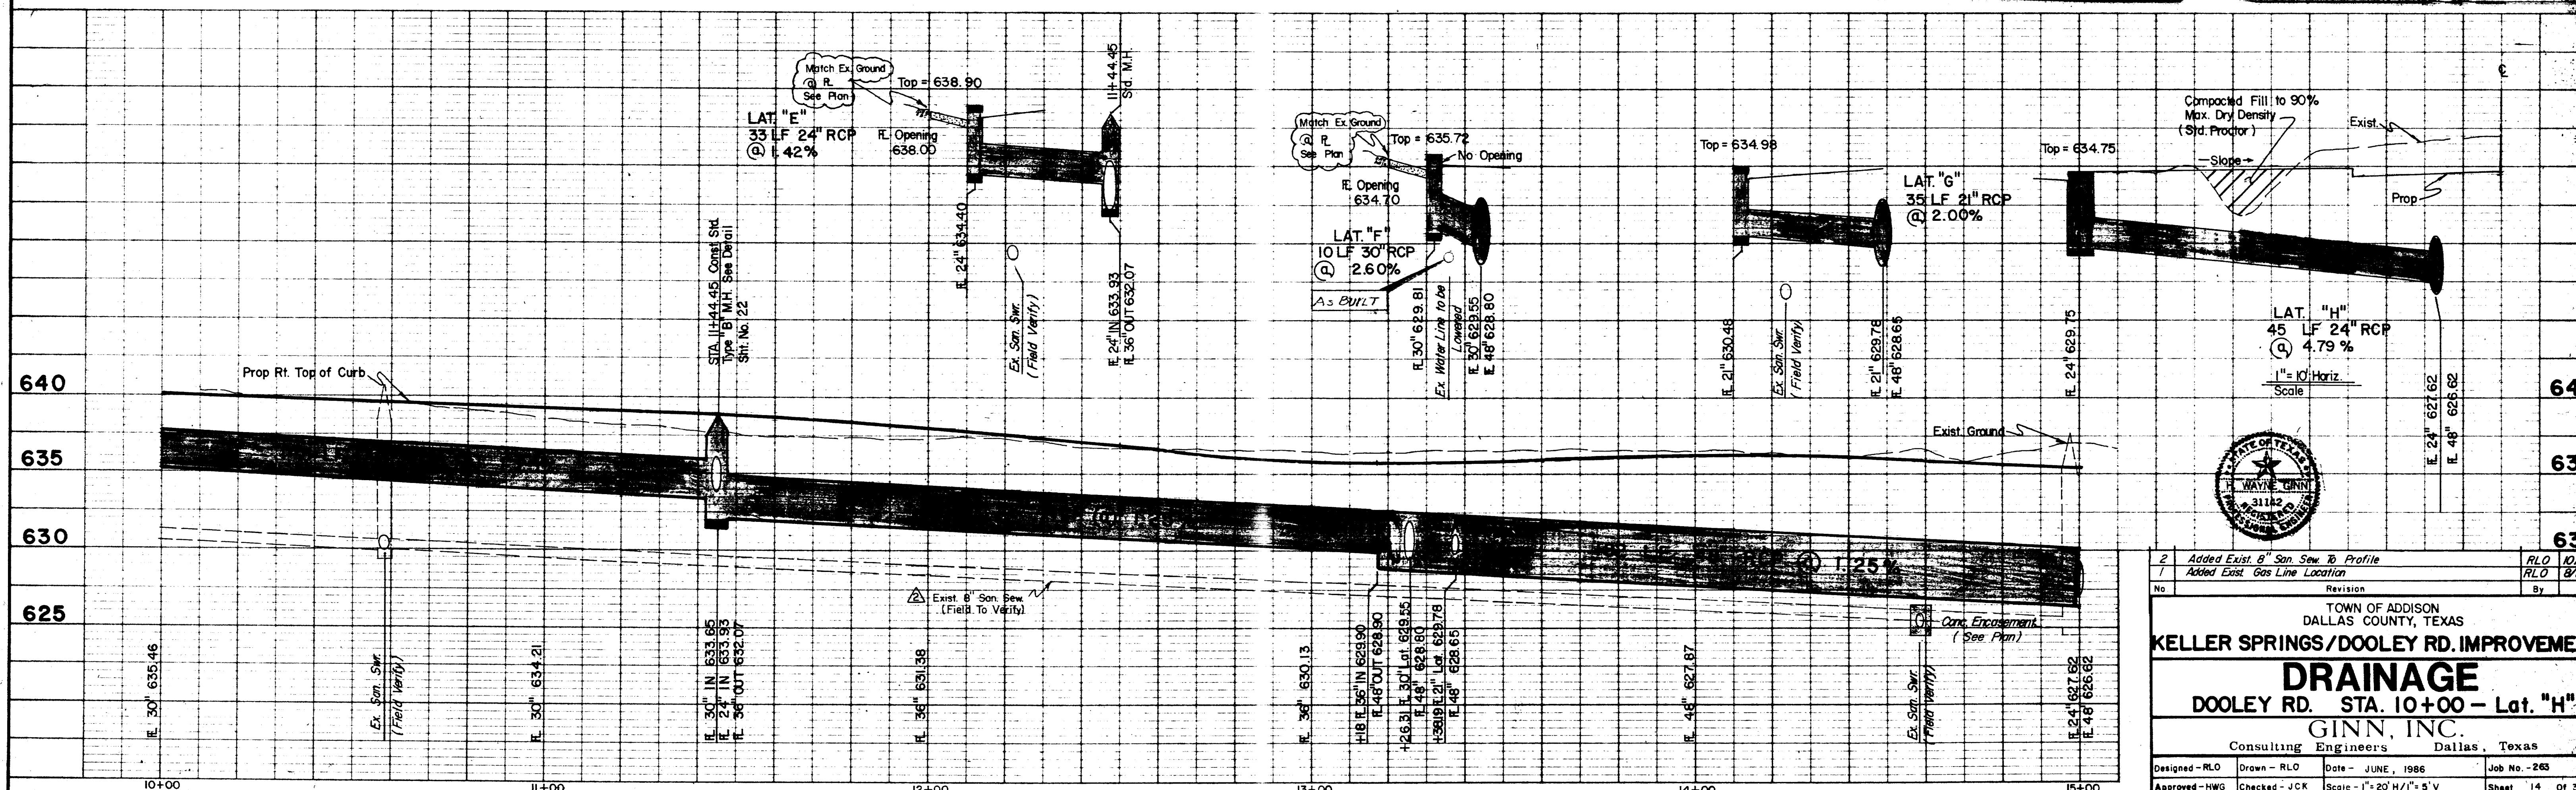 Match Ex. Ground
@ PL
See Plan
Top = 638.90
LAT. "E"
33 LF 24" RCP
@ 1.42%
FL Opening
638.00
11+44.45
Std. M.H.
FL 24" 634.40
Ex. San. Swr.
(Field Verify)
FL 24" IN 633.93
FL 36" OUT 632.07
STA. 11+44.45 Const. Std.
Type "B" M.H. See Detail
Sht. No. 22
Match Ex. Ground
@ PL
See Plan
Top = 635.72
No Opening
FL Opening
634.70
LAT. "F"
10 LF 30" RCP
@ 2.60%
As BUILT
FL 30" 629.81
Ex. Water Line to be
Lowered
FL 30" 629.55
FL 48" 628.80
Top = 634.98
LAT. "G"
35 LF 21" RCP
@ 2.00%
FL 21" 630.48
Ex. San. Swr.
(Field Verify)
FL 21" 629.78
FL 48" 628.65
Top = 634.75
Compacted Fill to 90%
Max. Dry Density
(Std. Proctor)
Slope
Exist.
Prop
FL 24" 629.75
LAT. "H"
45 LF 24" RCP
@ 4.79 %
1" = 10' Horiz.
Scale
FL 24" 627.62
FL 48" 626.62
640
635
630
625
Prop Rt. Top of Curb
Exist Ground
1.25%
2 Exist. 8" San. Sew.
(Field To Verify)
Conc. Encasement
(See Plan)
FL 30" 635.46
Ex. San. Swr.
(Field Verify)
FL 30" 634.21
FL 30" IN 633.65
FL 24" IN 633.93
FL 36" OUT 632.07
FL 36" 631.38
FL 36" 630.13
+18 FL 36" IN 629.90
FL 48" OUT 628.90
+26.31 FL 30" Lat. 629.55
FL 48" 628.80
+38.19 FL 21" Lat. 629.78
FL 48" 628.65
FL 48" 627.87
Ex. San. Swr.
(Field Verify)
FL 24" 627.62
FL 48" 626.62
10+00 11+00 12+00 13+00 14+00 15+00
STATE OF TEXAS
H. WAYNE GINN
31142
REGISTERED
PROFESSIONAL ENGINEER
2 Added Exist. 8" San. Sew. To Profile RLO
1 Added Exist. Gas Line Location RLO
No Revision By
TOWN OF ADDISON
DALLAS COUNTY, TEXAS
KELLER SPRINGS/DOOLEY RD. IMPROVEME
DRAINAGE
DOOLEY RD. STA. 10+00 – Lat. "H"
GINN, INC.
Consulting Engineers Dallas, Texas
Designed - RLO Drawn - RLO Date - JUNE, 1986 Job No. - 263
Approved - HWG Checked - JCK Scale - 1"= 20' H/1"= 5' V Sheet 14 Of